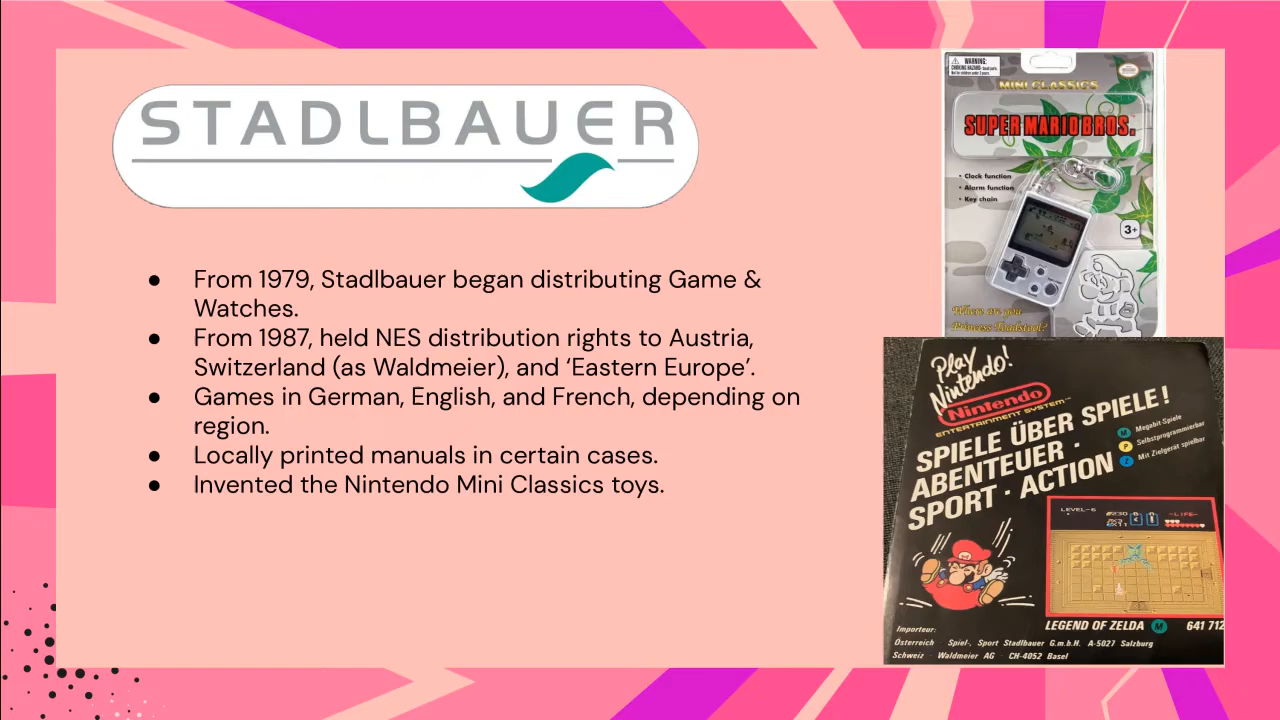 STADLBAUER
● From 1979, Stadlbauer began distributing Game &
Watches.
● From 1987, held NES distribution rights to Austria,
Switzerland (as Waldmeier), and ‘Eastern Europe’.
● Games in German, English, and French, depending on
region.
● Locally printed manuals in certain cases.
● Invented the Nintendo Mini Classics toys.
WARNING:
MINI CLASSICS
SUPER MARIO BROS.
• Clock function
• Alarm function
• Key chain
3+
Where are you
Princess Toadstool?
Play
Nintendo!
Nintendo
ENTERTAINMENT SYSTEM™
SPIELE ÜBER SPIELE!
ABENTEUER ·
SPORT · ACTION
M Megabit-Spiele
P Selbstprogrammierbar
Z Mit Zielgerät spielbar
LEVEL-6
-LIFE-
LEGEND OF ZELDA M 641 712
Importeur:
Österreich Spiel-, Sport Stadlbauer G.m.b.H. A-5027 Salzburg
Schweiz Waldmeier AG CH-4052 Basel